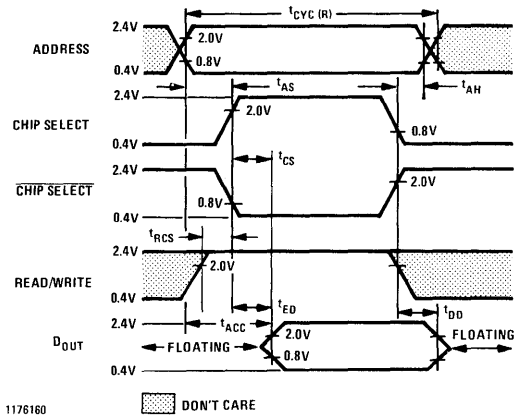 tCYC (R)
2.4V
ADDRESS
2.0V
0.8V
0.4V
tAS
tAH
2.4V
CHIP SELECT
2.0V
0.8V
0.4V
tCS
2.4V
CHIP SELECT
2.0V
0.8V
0.4V
tRCS
2.4V
READ/WRITE
2.0V
0.4V
tED
tDD
tACC
2.4V
DOUT
FLOATING
2.0V
0.8V
FLOATING
0.4V
1176160
DON'T CARE